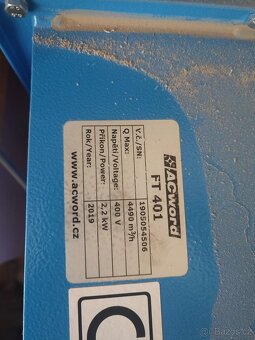 ACword
FT 401
V.č./SN: 1905054506
Q Max: 4490 m³/h
Napětí/Voltage: 400 V
Příkon/Power: 2,2 kW
Rok/Year: 2019
www.acword.cz